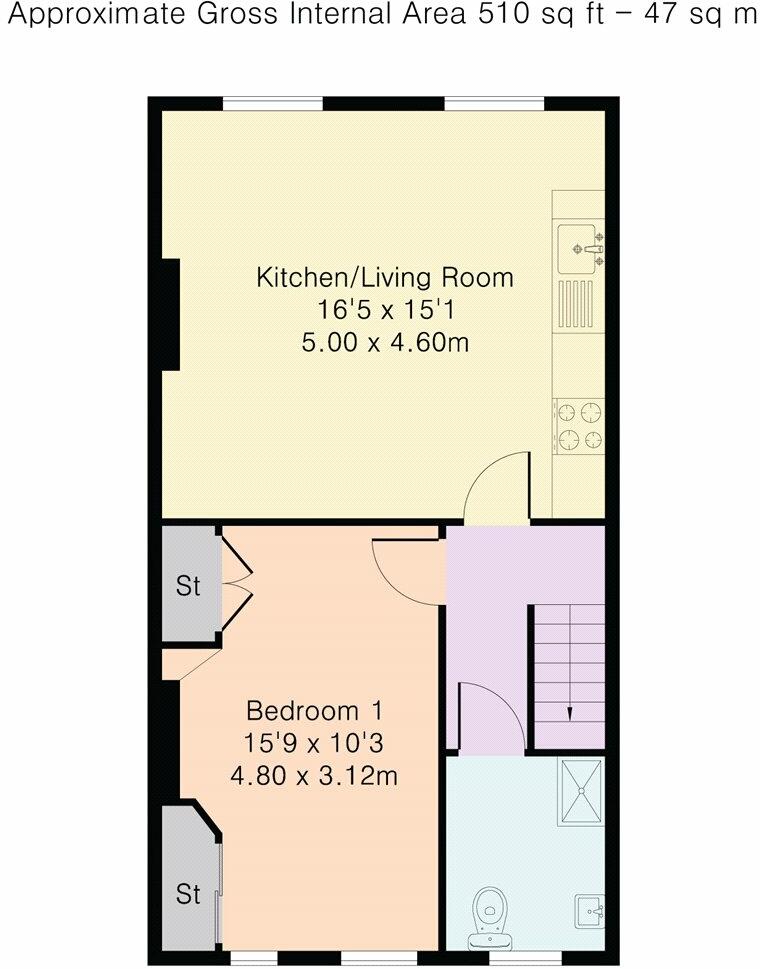 Approximate Gross Internal Area 510 sq ft – 47 sq m
Kitchen/Living Room
16'5 x 15'1
5.00 x 4.60m
St
Bedroom 1
15'9 x 10'3
4.80 x 3.12m
St